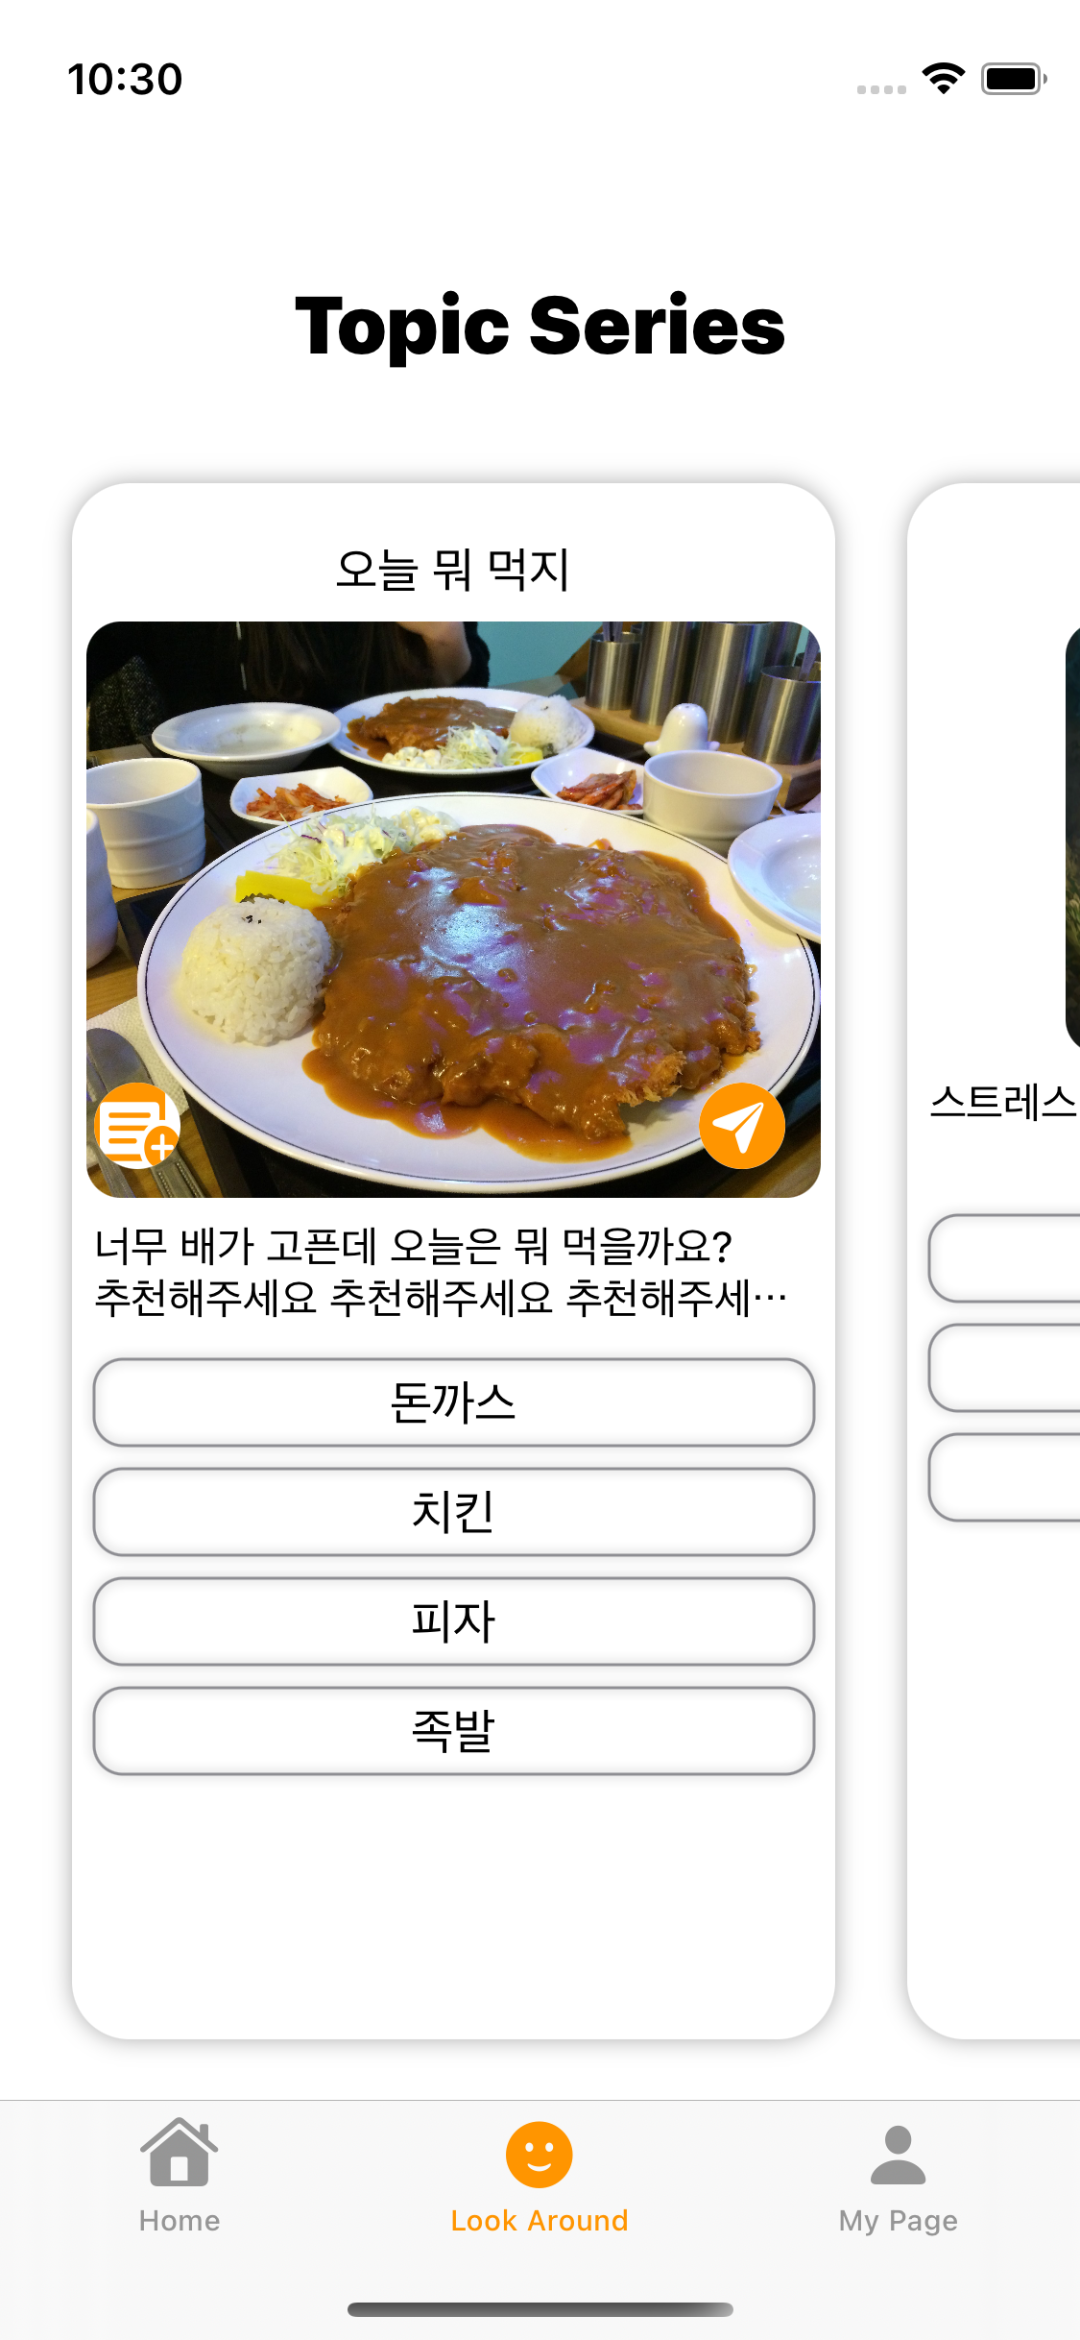 10:30
Topic Series
오늘 뭐 먹지
너무 배가 고픈데 오늘은 뭐 먹을까요?
추천해주세요 추천해주세요 추천해주세…
돈까스
치킨
피자
족발
스트레스
Home
Look Around
My Page